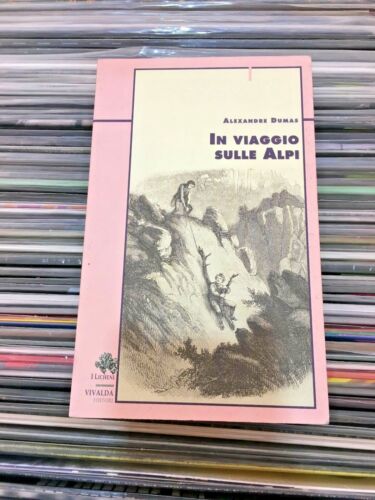 ALEXANDRE DUMAS
IN VIAGGIO
SULLE ALPI
I LICHENI
VIVALDA
EDITORI